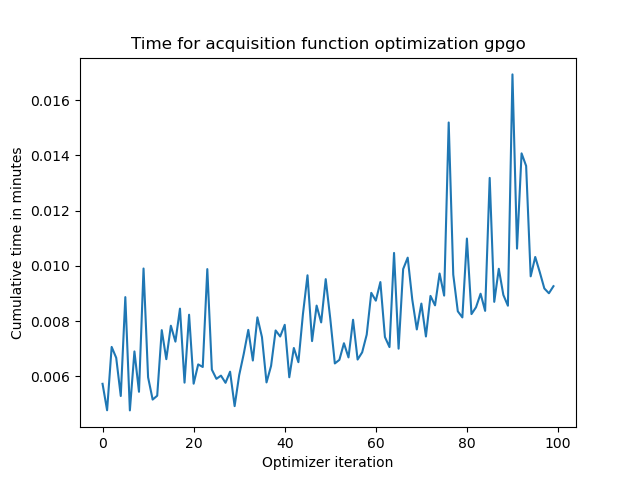 Time for acquisition function optimization gpgo
0.016
0.014
0.012
0.010
0.008
0.006
Cumulative time in minutes
0 20 40 60 80 100
Optimizer iteration